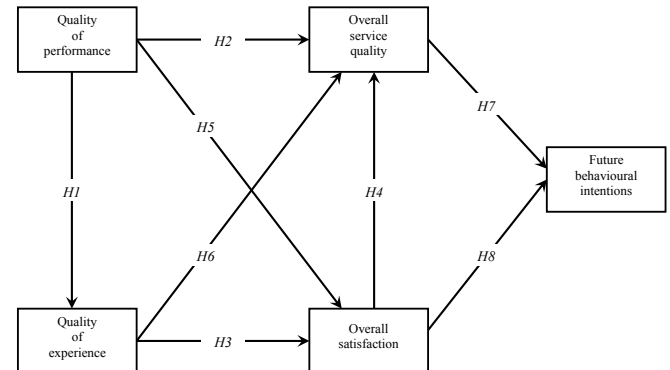 Quality
of
performance
H2
Overall
service
quality
H5
H7
H1
H4
Future
behavioural
intentions
H6
H8
Quality
of
experience
H3
Overall
satisfaction